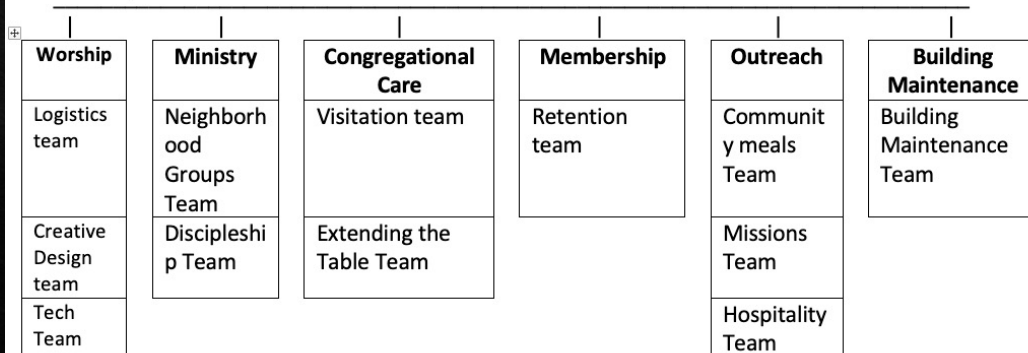 Worship
Logistics
team
Creative
Design
team
Tech
Team
Ministry
Neighborh
ood
Groups
Team
Discipleshi
p Team
Congregational
Care
Visitation team
Extending the
Table Team
Membership
Retention
team
Outreach
Communit
y meals
Team
Missions
Team
Hospitality
Team
Building
Maintenance
Building
Maintenance
Team